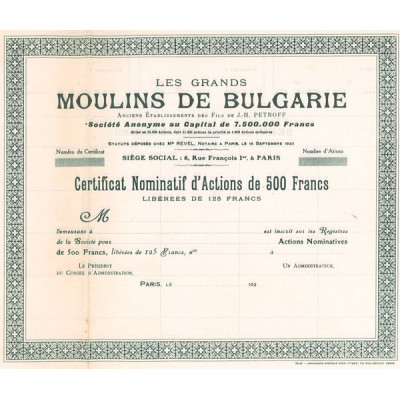 LES GRANDS
MOULINS DE BULGARIE
ANCIENS ÉTABLISSEMENTS DES FILS DE J.-H. PETROFF
Société Anonyme au Capital de 7.500.000 Francs
STATUTS DÉPOSÉS CHEZ Me REVEL, NOTAIRE A PARIS, LE 16 SEPTEMBRE 1920
Numéro du Certificat
Nombre d'Actions
SIÈGE SOCIAL : 6, Rue François Ier, à PARIS
Certificat Nominatif d'Actions de 500 Francs
LIBÉRÉES DE 125 FRANCS
M
Demeurant à est inscrit sur les Registres
de la Société pour Actions Nominatives
de 500 Francs, libérées de 125 Francs, nos à
LE PRÉSIDENT
DU CONSEIL D'ADMINISTRATION,
UN ADMINISTRATEUR,
PARIS, LE 192